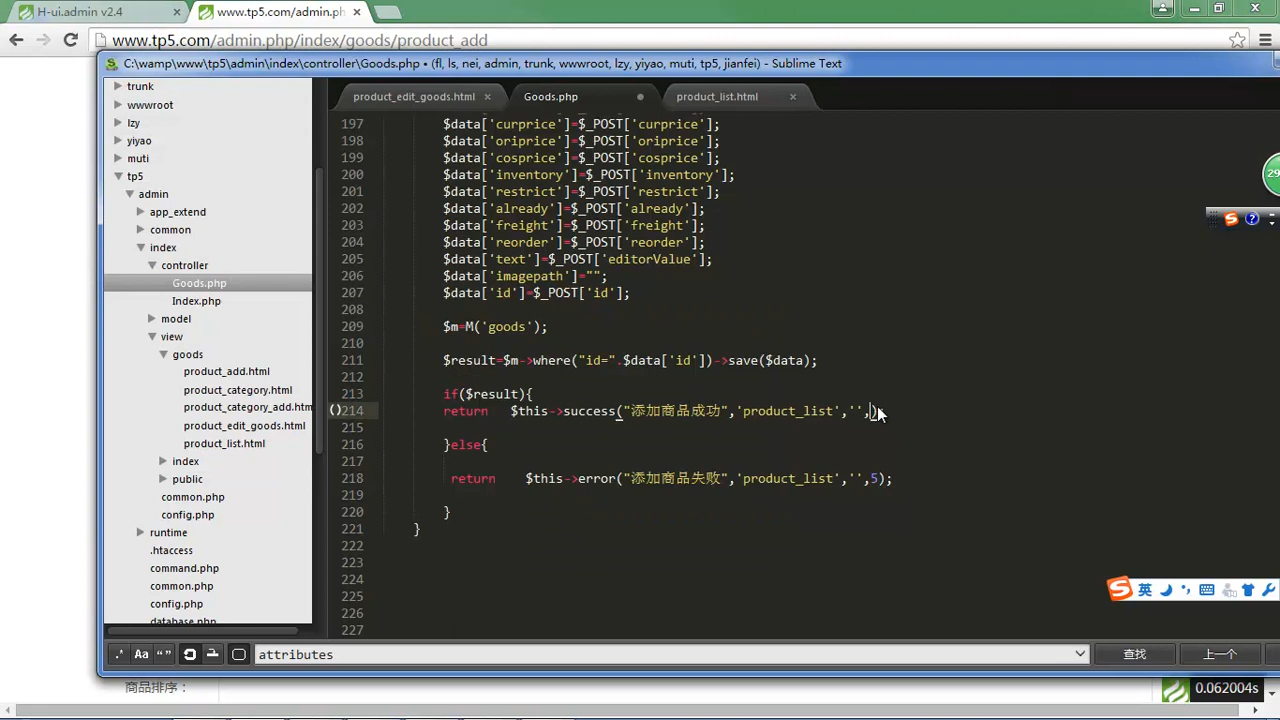 H-ui.admin v2.4
www.tp5.com/admin.ph
www.tp5.com/admin.php/index/goods/product_add
C:\wamp\www\tp5\admin\index\controller\Goods.php • (fl, ls, nei, admin, trunk, wwwroot, lzy, yiyao, muti, tp5, jianfei) - Sublime Text
trunk
wwwroot
lzy
yiyao
muti
tp5
admin
app_extend
common
index
controller
Goods.php
Index.php
model
view
goods
product_add.html
product_category.html
product_category_add.htm
product_edit_goods.html
product_list.html
index
public
common.php
config.php
runtime
.htaccess
command.php
common.php
config.php
database.php
product_edit_goods.html
Goods.php
product_list.html
197 $data['curprice']=$_POST['curprice'];
198 $data['oriprice']=$_POST['oriprice'];
199 $data['cosprice']=$_POST['cosprice'];
200 $data['inventory']=$_POST['inventory'];
201 $data['restrict']=$_POST['restrict'];
202 $data['already']=$_POST['already'];
203 $data['freight']=$_POST['freight'];
204 $data['reorder']=$_POST['reorder'];
205 $data['text']=$_POST['editorValue'];
206 $data['imagepath']="";
207 $data['id']=$_POST['id'];
208
209 $m=M('goods');
210
211 $result=$m->where("id=".$data['id'])->save($data);
212
213 if($result){
()214 return $this->success("添加商品成功",'product_list','',)
215
216 }else{
217
218 return $this->error("添加商品失败",'product_list','',5);
219
220 }
221 }
222
223
224
225
226
227
29
英
.* Aa “ ”
attributes
查找
上一个
商品排序：
0.062004s